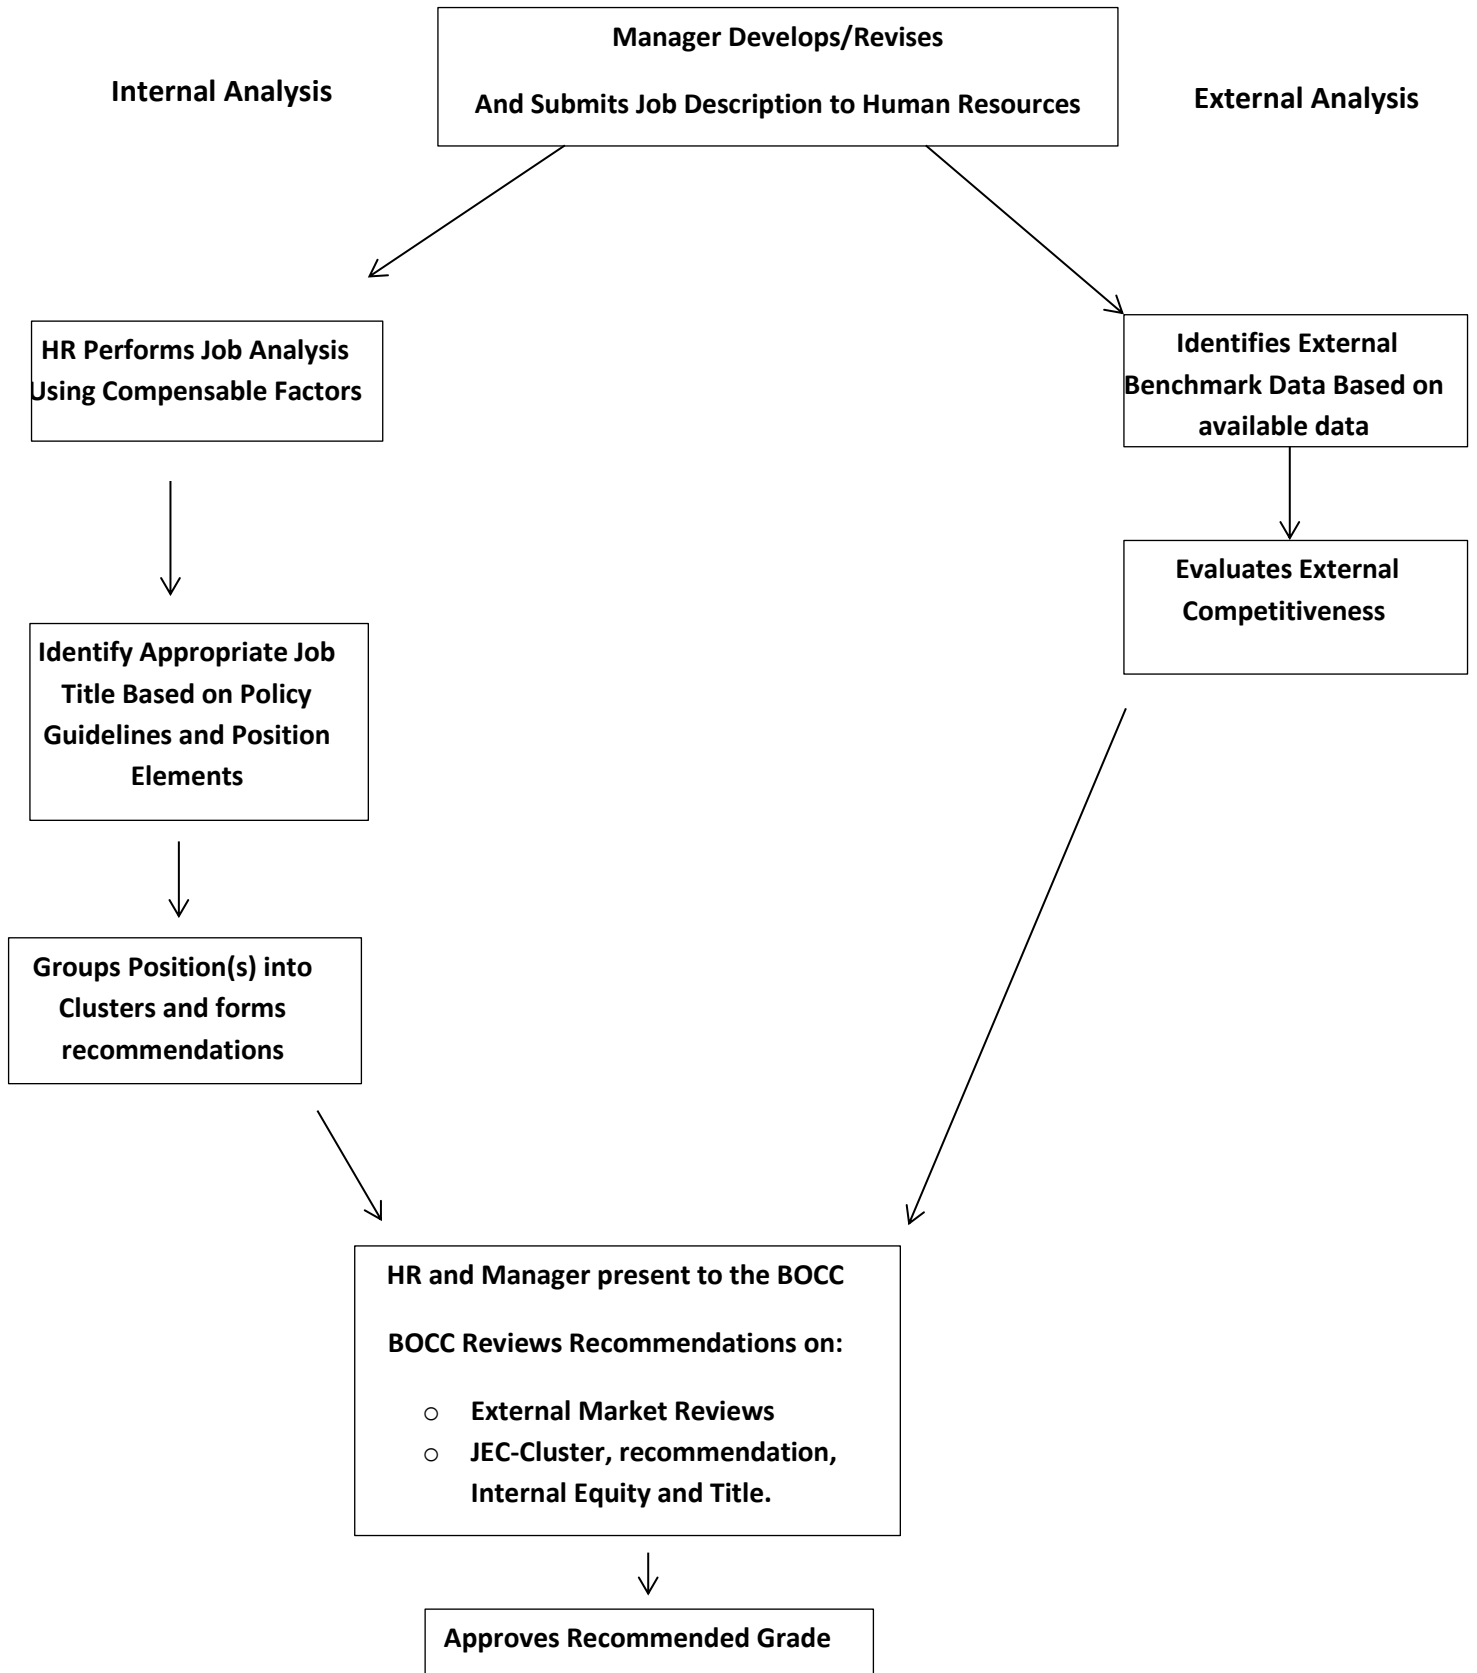 Manager Develops/Revises
And Submits Job Description to Human Resources
Internal Analysis
External Analysis
HR Performs Job Analysis
Using Compensable Factors
Identifies External
Benchmark Data Based on
available data
Evaluates External
Competitiveness
Identify Appropriate Job
Title Based on Policy
Guidelines and Position
Elements
Groups Position(s) into
Clusters and forms
recommendations
HR and Manager present to the BOCC
BOCC Reviews Recommendations on:
o External Market Reviews
o JEC-Cluster, recommendation,
Internal Equity and Title.
Approves Recommended Grade